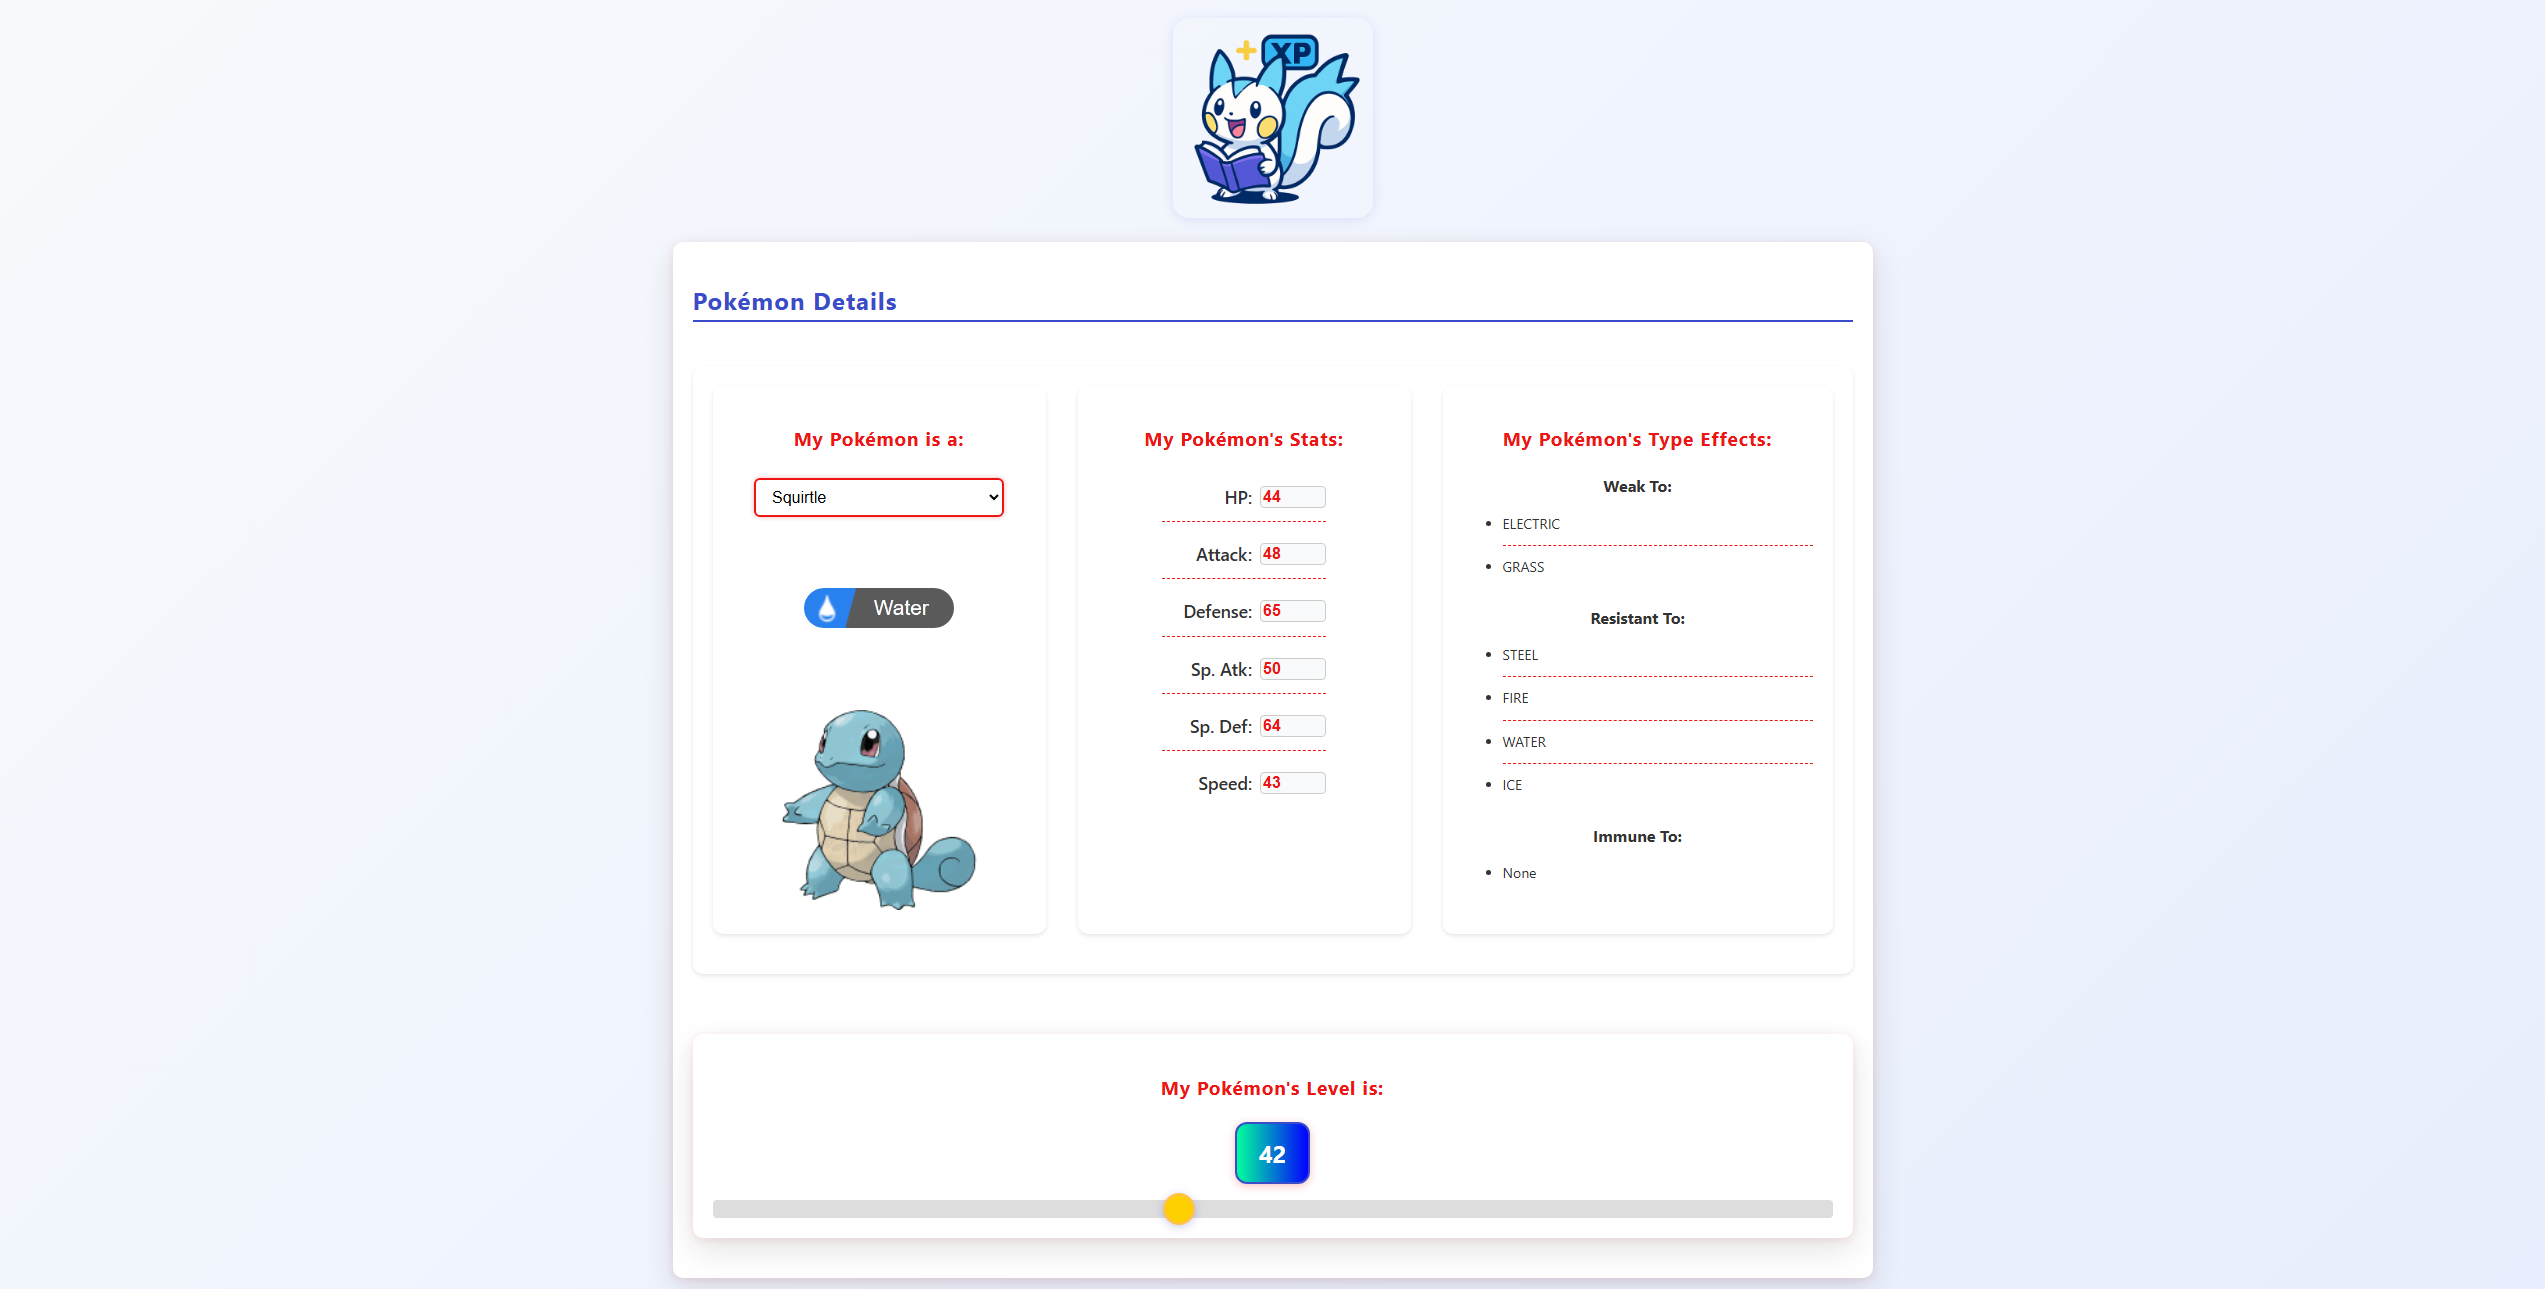 + XP
Pokémon Details
My Pokémon is a:
Squirtle
Water
My Pokémon's Stats:
HP: 44
Attack: 48
Defense: 65
Sp. Atk: 50
Sp. Def: 64
Speed: 43
My Pokémon's Type Effects:
Weak To:
ELECTRIC
GRASS
Resistant To:
STEEL
FIRE
WATER
ICE
Immune To:
None
My Pokémon's Level is:
42